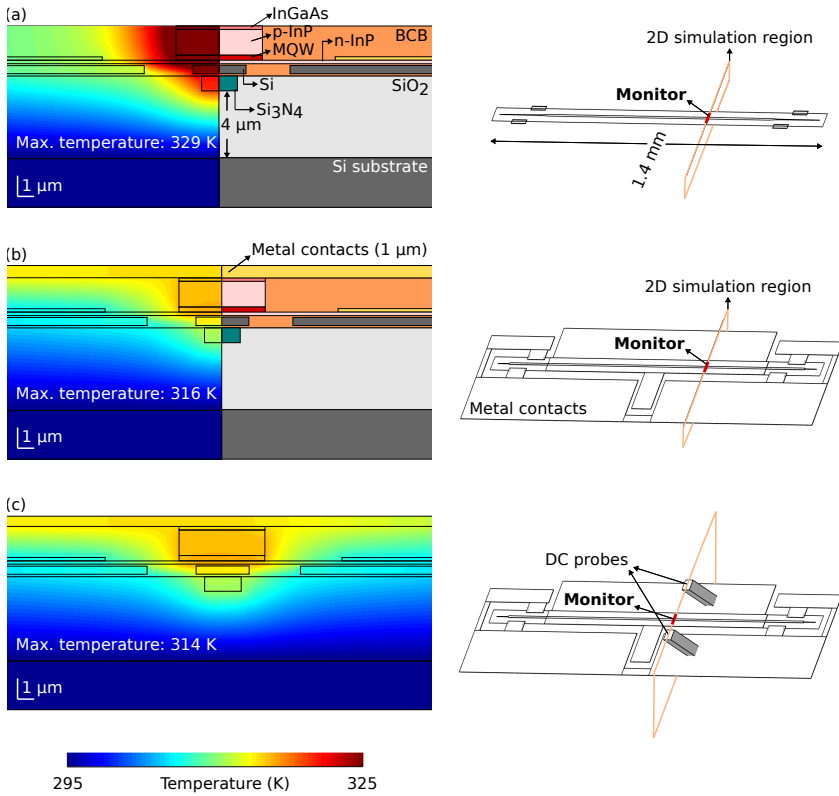 (a)
InGaAs
p-InP
n-InP
BCB
MQW
Si
SiO2
Si3N4
4 μm
Max. temperature: 329 K
Si substrate
1 μm
2D simulation region
Monitor
1.4 mm
(b)
Metal contacts (1 μm)
Max. temperature: 316 K
1 μm
2D simulation region
Monitor
Metal contacts
(c)
Max. temperature: 314 K
1 μm
DC probes
Monitor
295 Temperature (K) 325